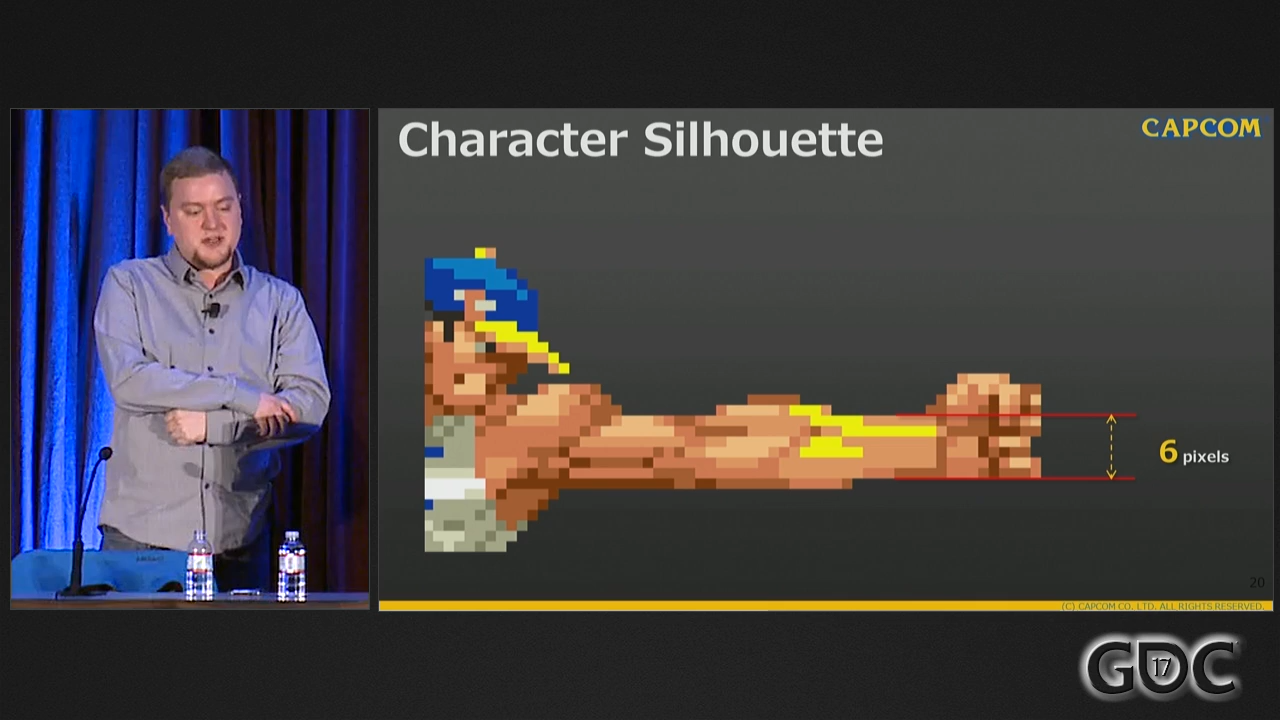 Character Silhouette
CAPCOM
6 pixels
20
(C) CAPCOM CO. LTD. ALL RIGHTS RESERVED.
GDC
17